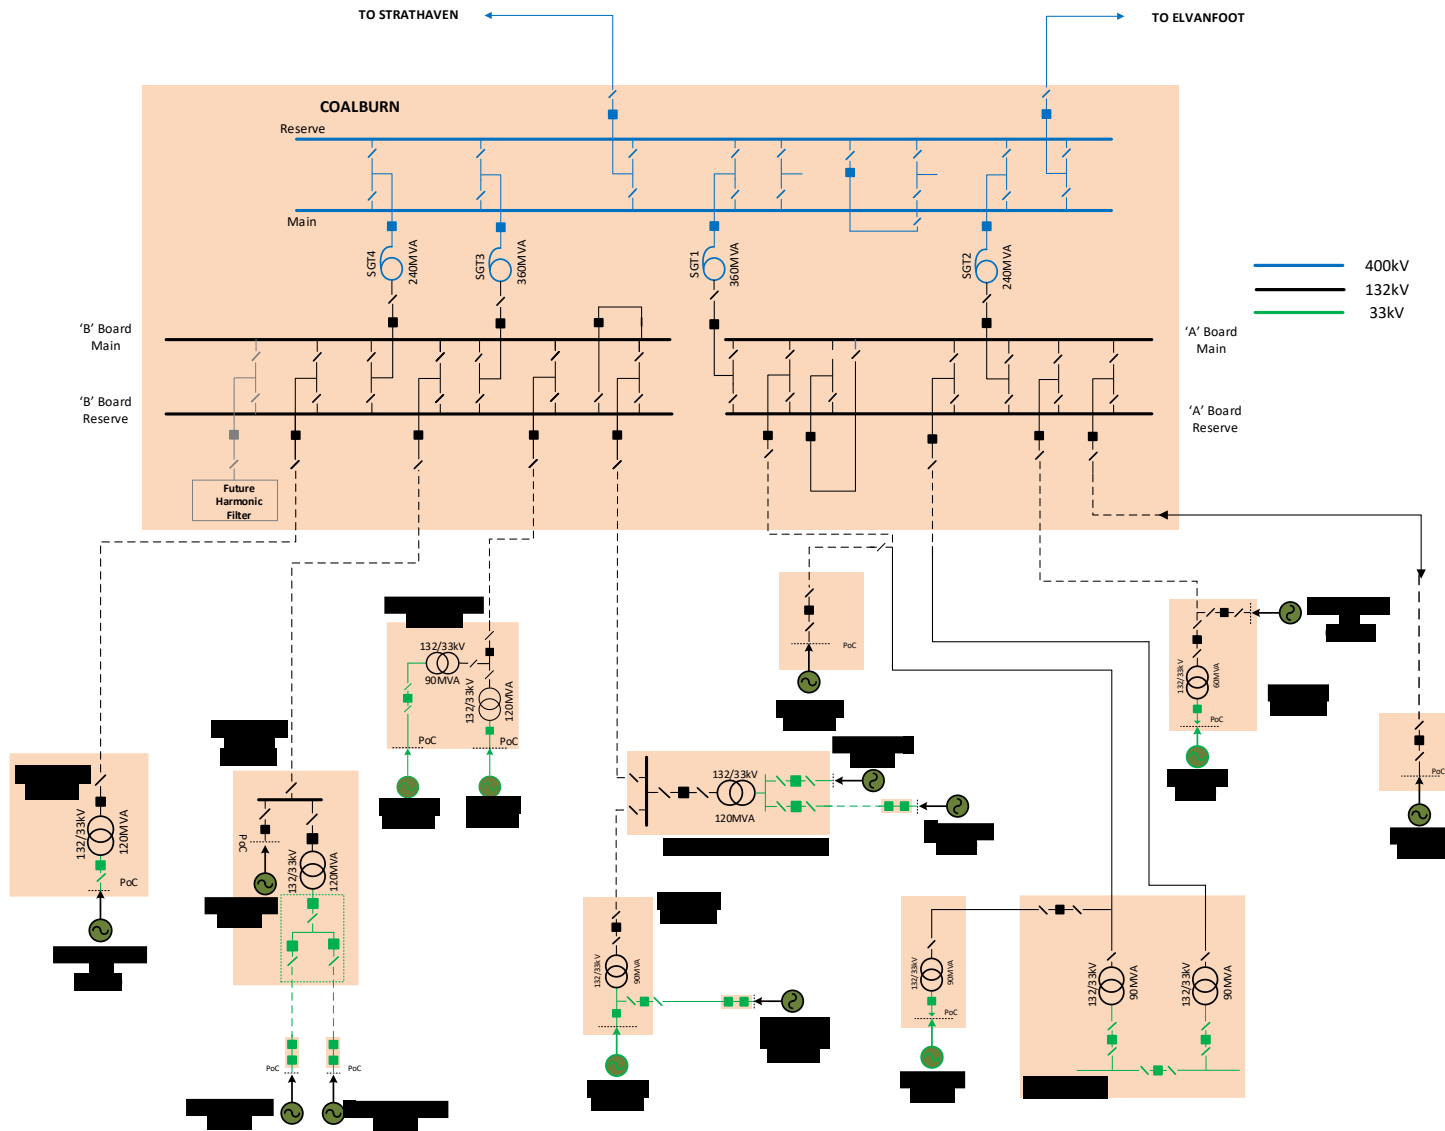 TO STRATHAVEN
TO ELVANFOOT
COALBURN
Reserve
Main
SGT4
240MVA
SGT3
360MVA
SGT1
360MVA
SGT2
240MVA
400kV
132kV
33kV
‘B’ Board
Main
‘A’ Board
Main
‘B’ Board
Reserve
‘A’ Board
Reserve
Future
Harmonic
Filter
132/33kV
90MVA
132/33kV
120MVA
PoC
PoC
PoC
132/33kV
60MVA
PoC
PoC
132/33kV
120MVA
132/33kV
120MVA
PoC
PoC
132/33kV
120MVA
132/33kV
90MVA
132/33kV
90MVA
PoC
132/33kV
90MVA
132/33kV
90MVA
PoC
PoC